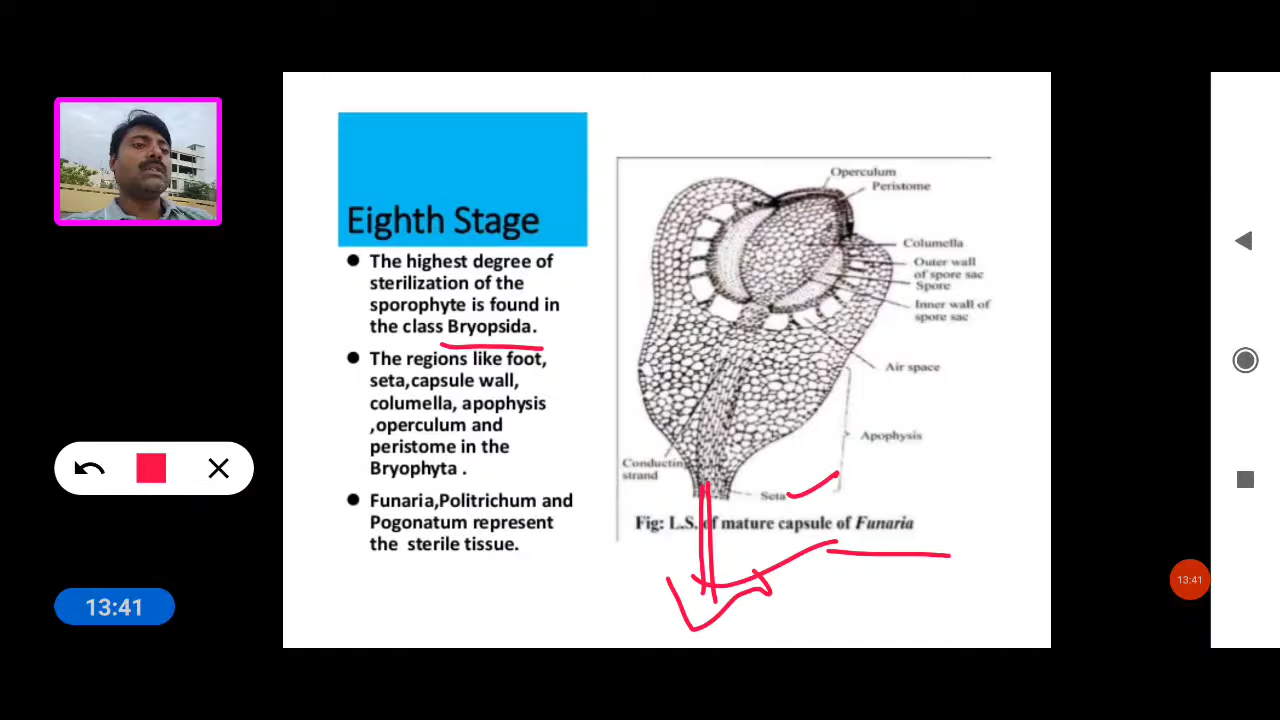 Eighth Stage
The highest degree of
sterilization of the
sporophyte is found in
the class Bryopsida.
The regions like foot,
seta,capsule wall,
columella, apophysis
,operculum and
peristome in the
Bryophyta .
Funaria,Politrichum and
Pogonatum represent
the sterile tissue.
Operculum
Peristome
Columella
Outer wall
of spore sac
Spore
Inner wall of
spore sac
Air space
Apophysis
Conducting
strand
Seta
Fig: L.S. of mature capsule of Funaria
13:41
13:41